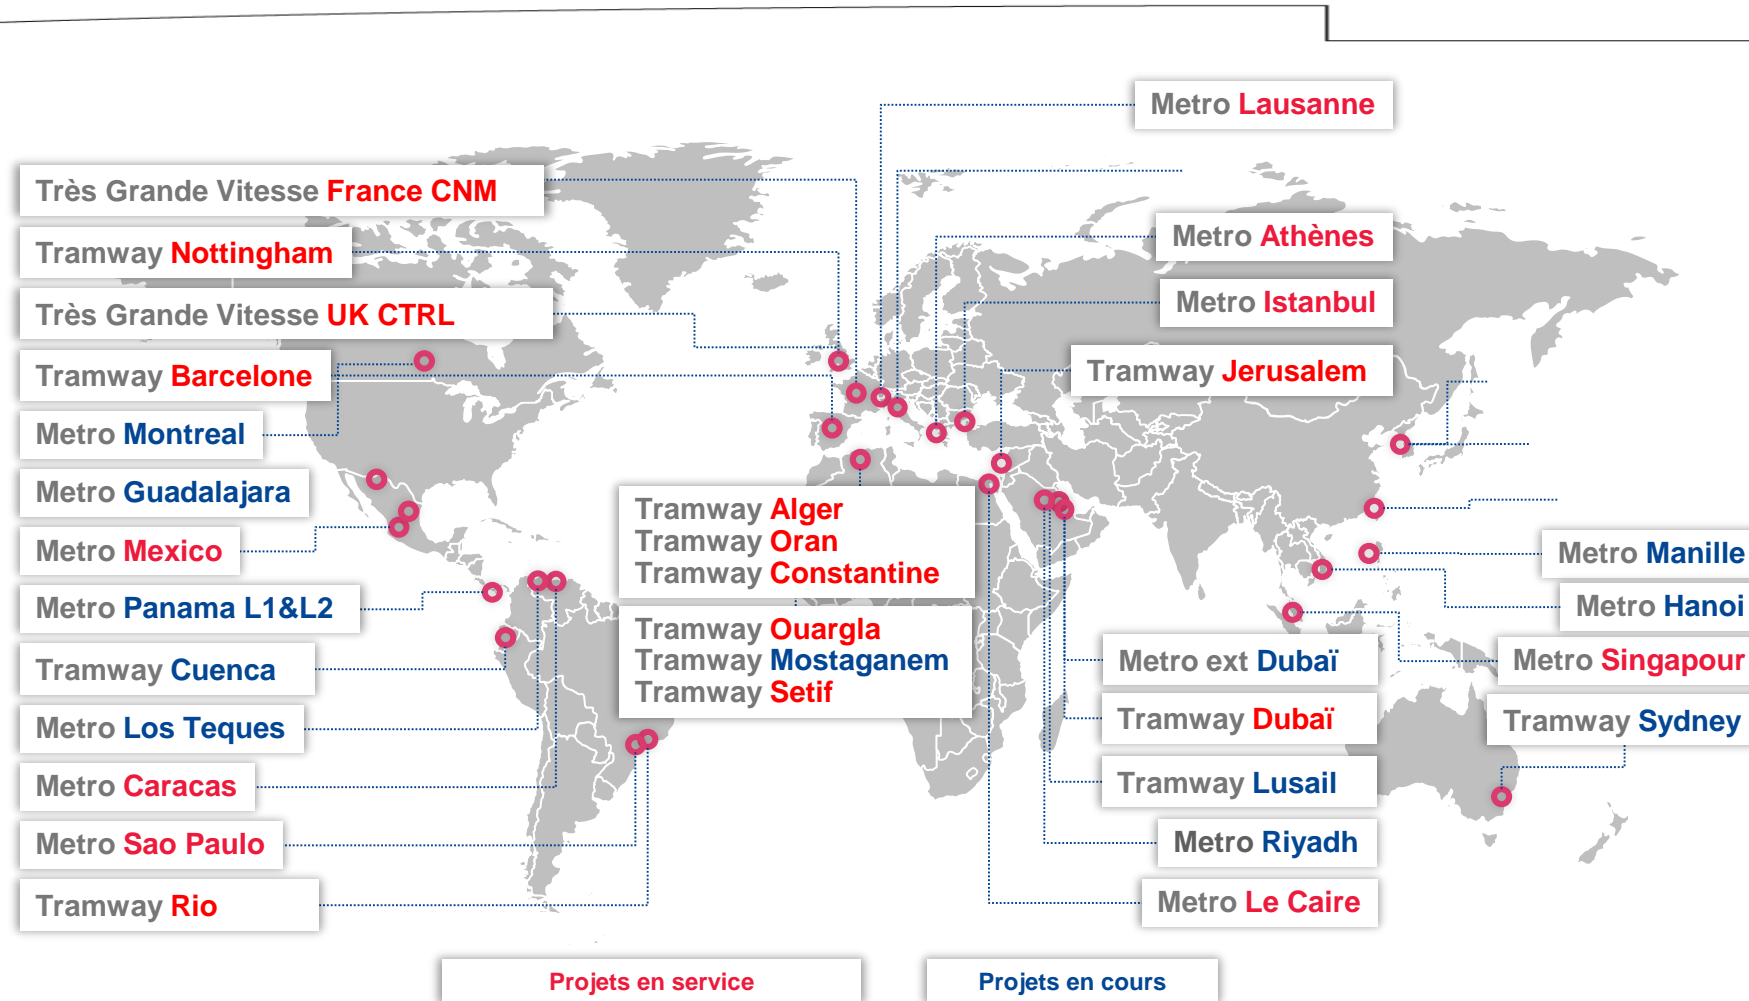 Metro Lausanne
Très Grande Vitesse France CNM
Tramway Nottingham
Très Grande Vitesse UK CTRL
Tramway Barcelone
Metro Montreal
Metro Guadalajara
Metro Mexico
Metro Panama L1&L2
Tramway Cuenca
Metro Los Teques
Metro Caracas
Metro Sao Paulo
Tramway Rio
Tramway Alger
Tramway Oran
Tramway Constantine
Tramway Ouargla
Tramway Mostaganem
Tramway Setif
Metro Athènes
Metro Istanbul
Tramway Jerusalem
Metro Manille
Metro Hanoi
Metro Singapour
Tramway Sydney
Metro ext Dubaï
Tramway Dubaï
Tramway Lusail
Metro Riyadh
Metro Le Caire
Projets en service
Projets en cours